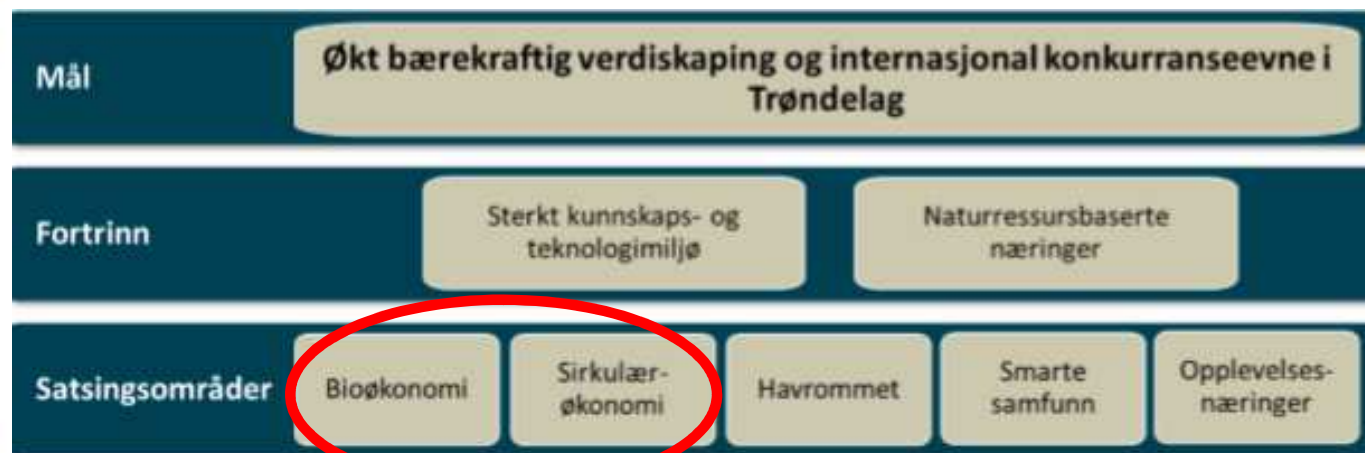 Mål
Økt bærekraftig verdiskaping og internasjonal konkurranseevne i
Trøndelag
Fortrinn
Sterkt kunnskaps- og
teknologimiljø
Naturressursbaserte
næringer
Satsingsområder
Bioøkonomi
Sirkulær-
økonomi
Havrommet
Smarte
samfunn
Opplevelses-
næringer